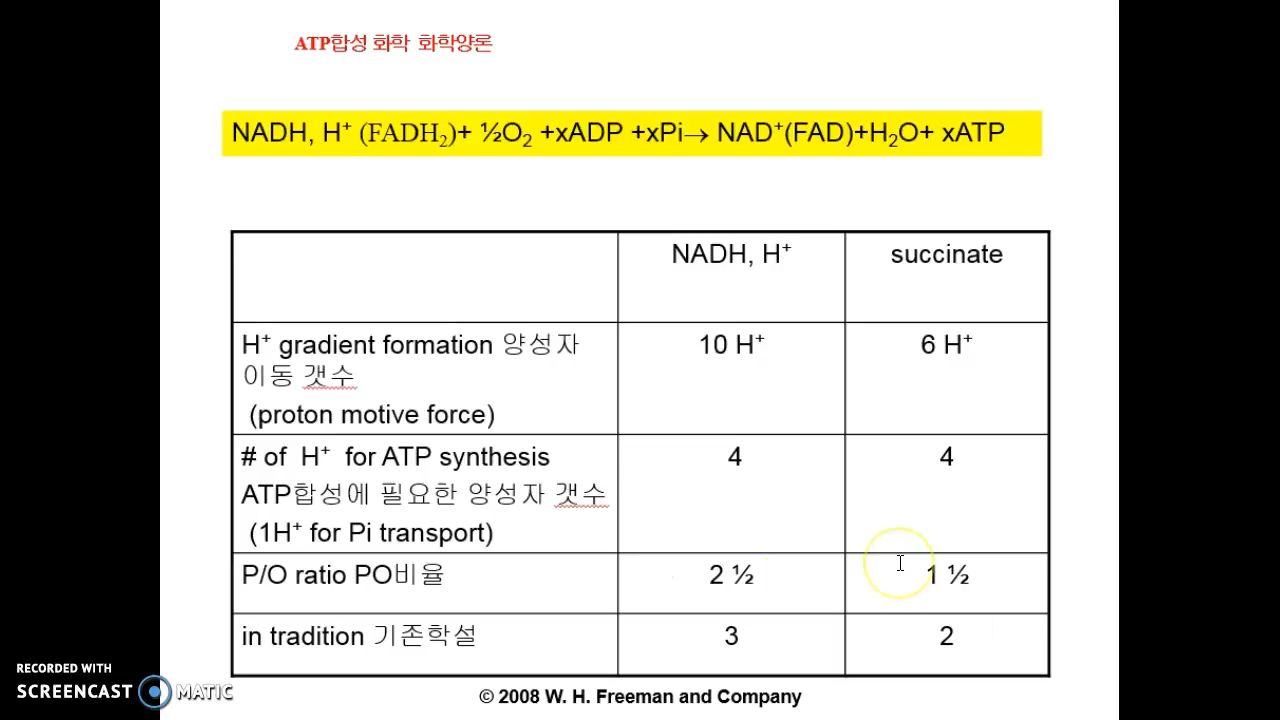 ATP합성 화학 화학양론
NADH, H⁺ (FADH₂)+ ½O₂ +xADP +xPi→ NAD⁺(FAD)+H₂O+ xATP
NADH, H⁺
succinate
H⁺ gradient formation 양성자
이동 갯수
(proton motive force)
10 H⁺
6 H⁺
# of H⁺ for ATP synthesis
ATP합성에 필요한 양성자 갯수
(1H⁺ for Pi transport)
4
4
P/O ratio PO비율
2 ½
1 ½
in tradition 기존학설
3
2
© 2008 W. H. Freeman and Company
RECORDED WITH
SCREENCAST MATIC